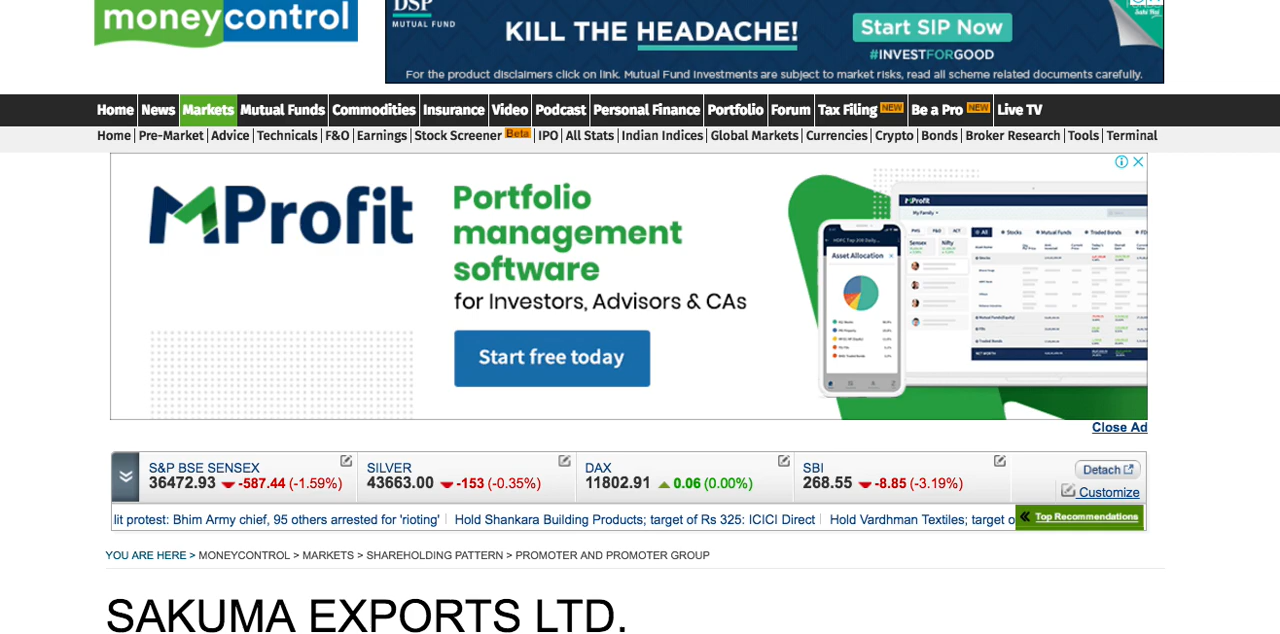 moneycontrol
DSP
MUTUAL FUND
KILL THE HEADACHE!
Start SIP Now
#INVESTFORGOOD
For the product disclaimers click on link. Mutual Fund Investments are subject to market risks, read all scheme related documents carefully.
Home News Markets Mutual Funds Commodities Insurance Video Podcast Personal Finance Portfolio Forum Tax Filing NEW Be a Pro NEW Live TV
Home Pre-Market Advice Technicals F&O Earnings Stock Screener Beta IPO All Stats Indian Indices Global Markets Currencies Crypto Bonds Broker Research Tools Terminal
MProfit
Portfolio
management
software
for Investors, Advisors & CAs
Start free today
MProfit
My Family
Asset Allocation
Sensex Nifty
Close Ad
S&P BSE SENSEX
36472.93 -587.44 (-1.59%)
SILVER
43663.00 -153 (-0.35%)
DAX
11802.91 0.06 (0.00%)
SBI
268.55 -8.85 (-3.19%)
Detach
Customize
lit protest: Bhim Army chief, 95 others arrested for 'rioting' Hold Shankara Building Products; target of Rs 325: ICICI Direct Hold Vardhman Textiles; target o
Top Recommendations
YOU ARE HERE > MONEYCONTROL > MARKETS > SHAREHOLDING PATTERN > PROMOTER AND PROMOTER GROUP
SAKUMA EXPORTS LTD.